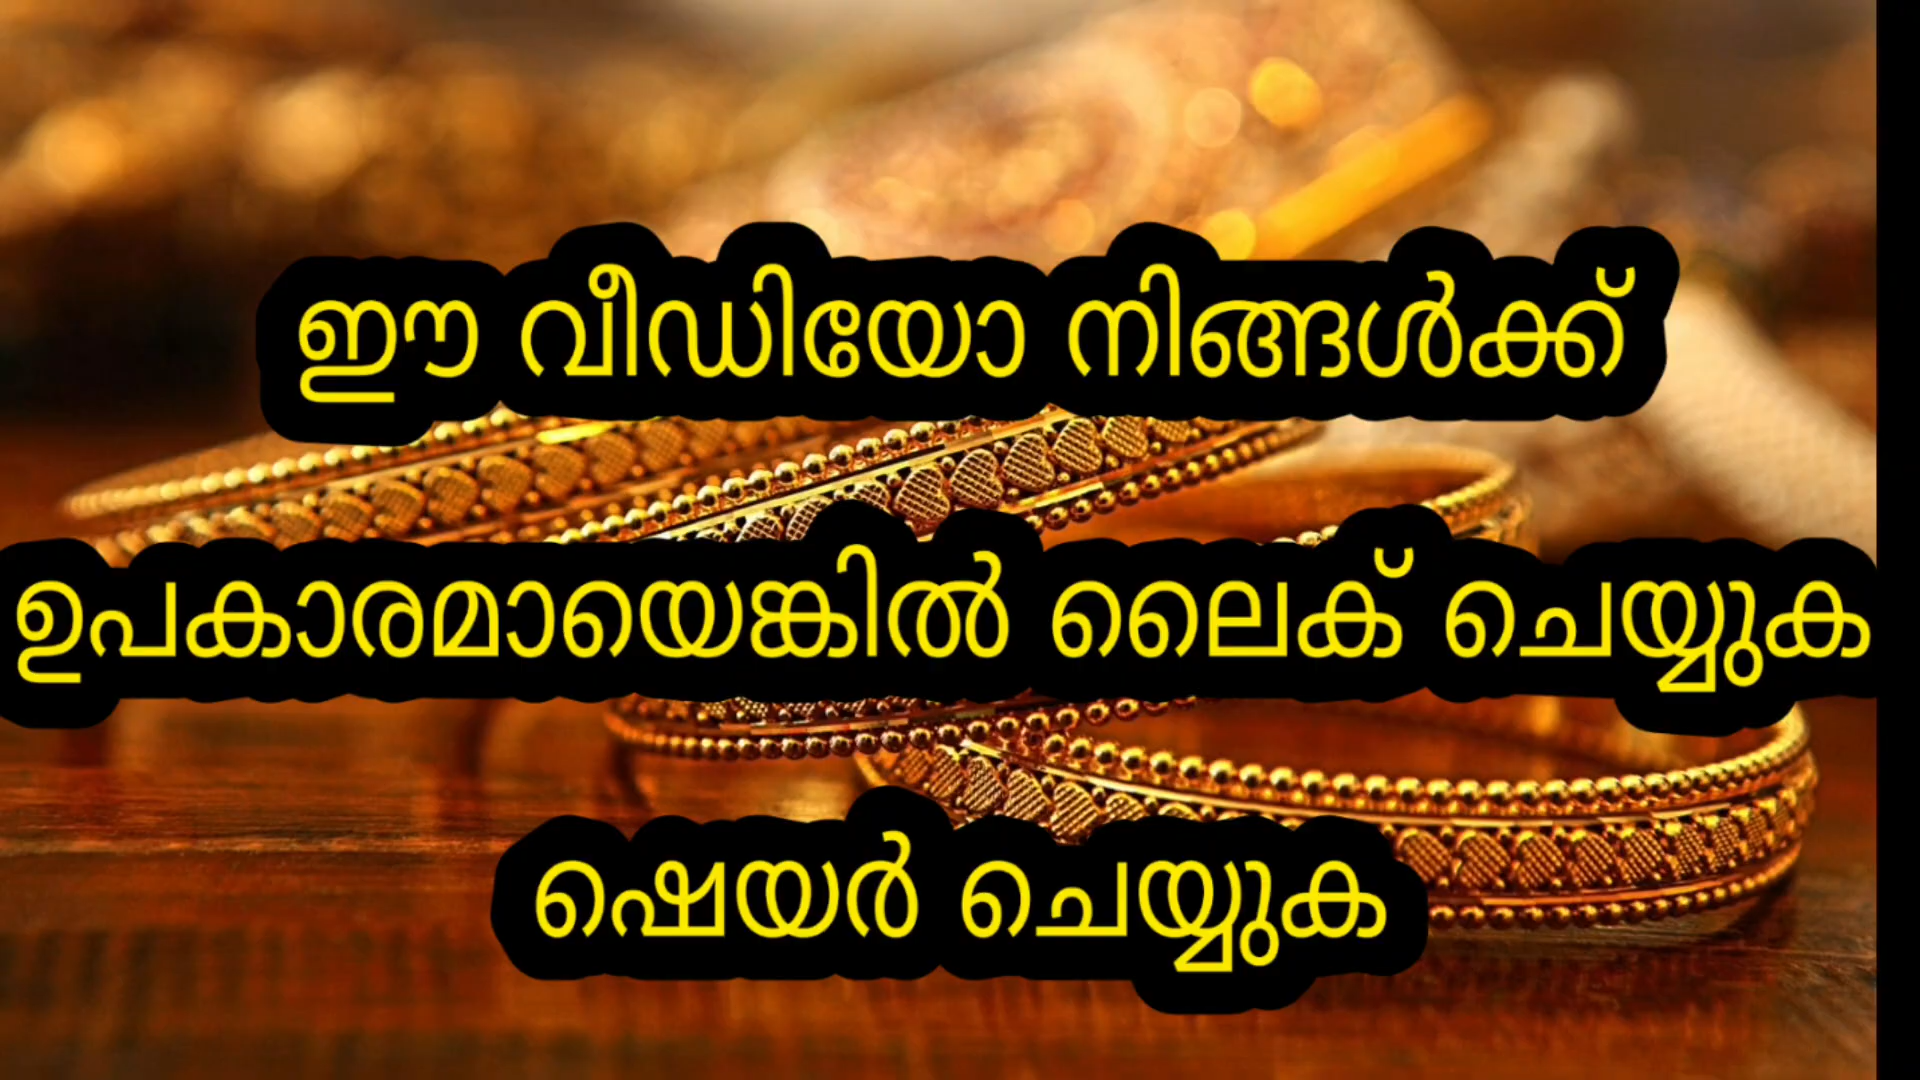 ഈ വീഡിയോ നിങ്ങൾക്ക്
ഉപകാരമായെങ്കിൽ ലൈക് ചെയ്യുക
ഷെയർ ചെയ്യുക